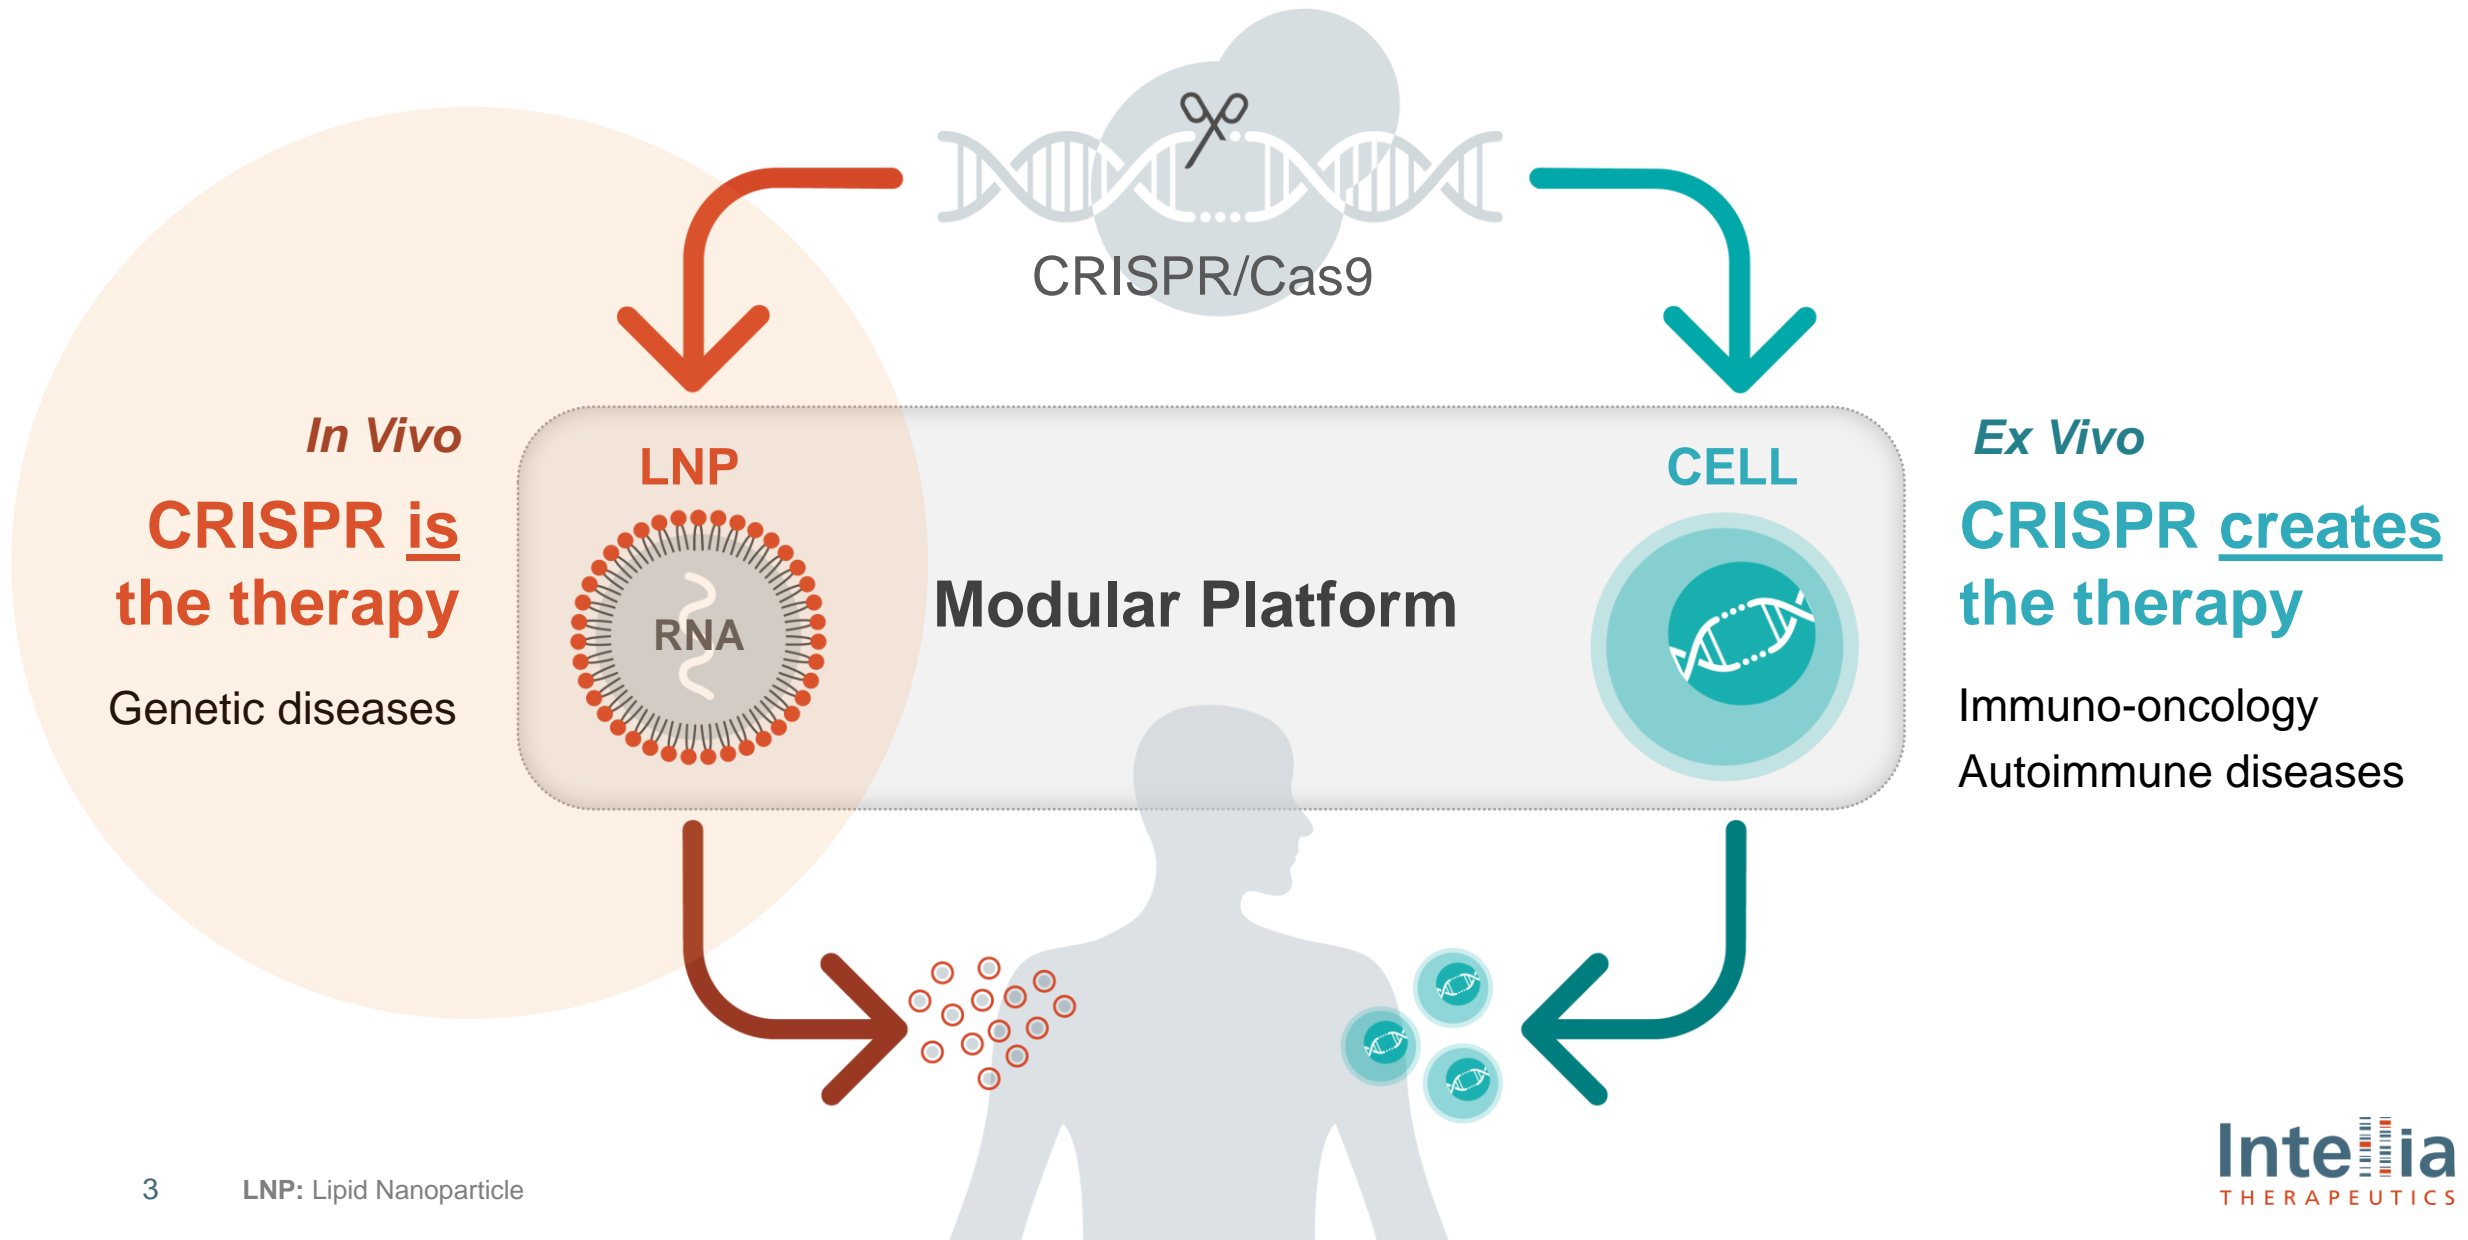 CRISPR/Cas9
In Vivo
CRISPR is
the therapy
Genetic diseases
LNP
RNA
Modular Platform
CELL
Ex Vivo
CRISPR creates
the therapy
Immuno-oncology
Autoimmune diseases
3
LNP: Lipid Nanoparticle
Intellia
THERAPEUTICS